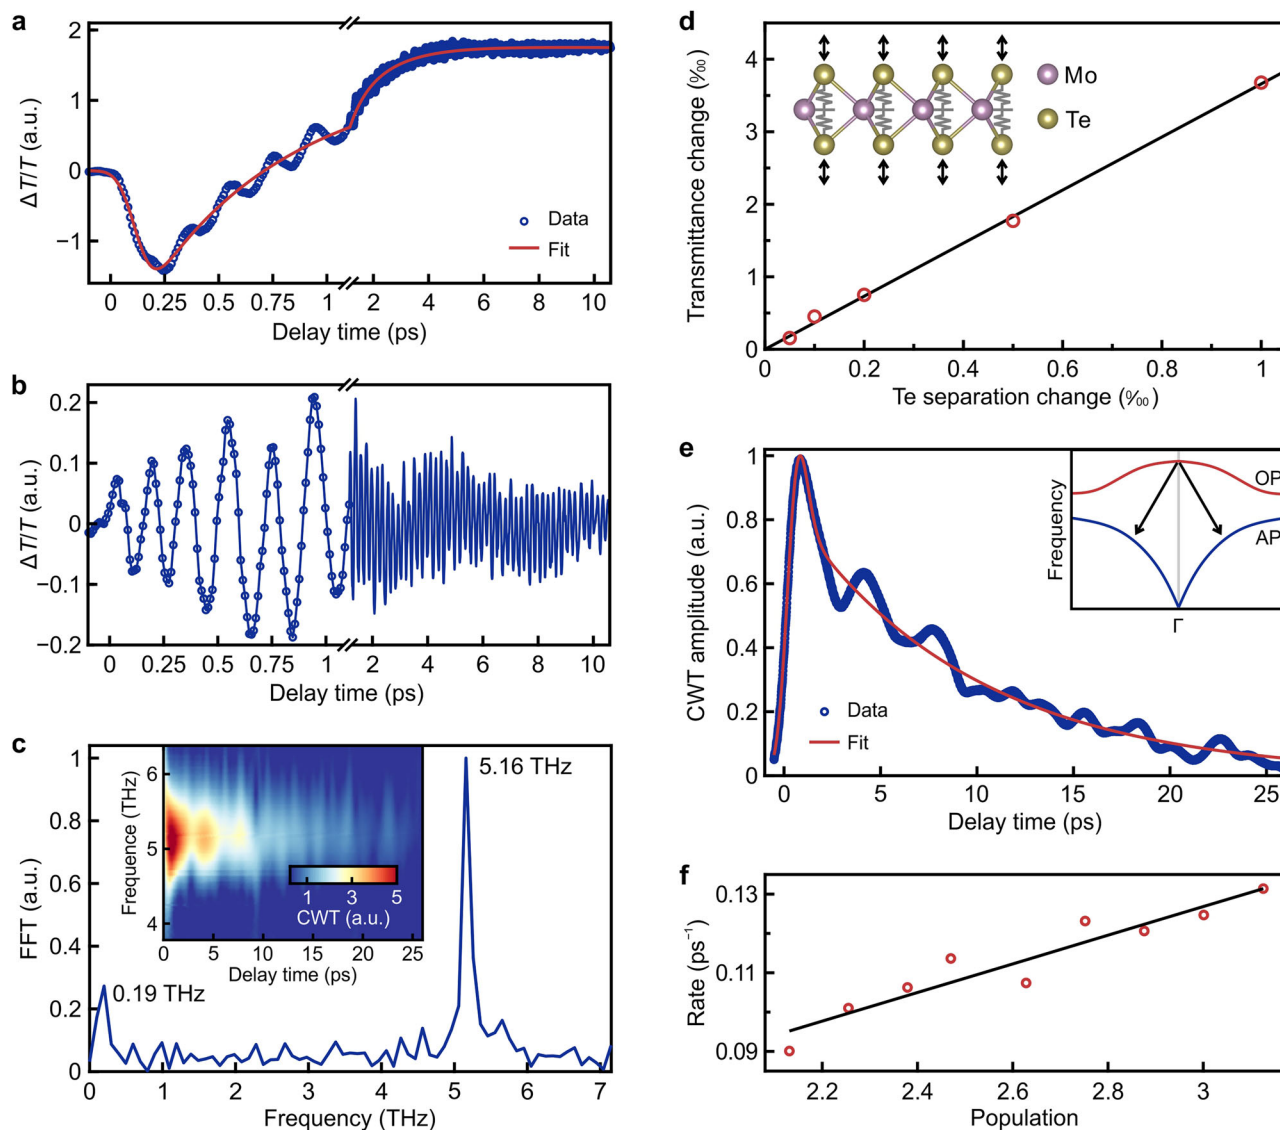 a
ΔT/T (a.u.)
2
1
0
−1
Data
Fit
0 0.25 0.5 0.75 1 2 4 6 8 10
Delay time (ps)
b
ΔT/T (a.u.)
0.2
0.1
0
−0.1
−0.2
0 0.25 0.5 0.75 1 2 4 6 8 10
Delay time (ps)
c
FFT (a.u.)
1
0.8
0.6
0.4
0.2
0
5.16 THz
0.19 THz
Frequence (THz)
6
5
4
1 3 5
CWT (a.u.)
0 5 10 15 20 25
Delay time (ps)
0 1 2 3 4 5 6 7
Frequency (THz)
d
Transmittance change (‱)
4
3
2
1
0
Mo
Te
0 0.2 0.4 0.6 0.8 1
Te separation change (‱)
e
CWT amplitude (a.u.)
1
0.8
0.6
0.4
0.2
0
Frequency
OP
AP
Γ
Data
Fit
0 5 10 15 20 25
Delay time (ps)
f
Rate (ps⁻¹)
0.13
0.11
0.09
2.2 2.4 2.6 2.8 3
Population